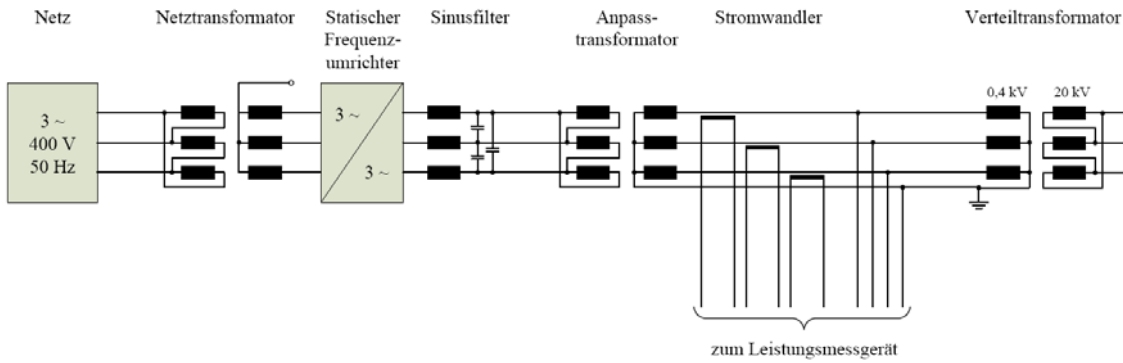 Netz
Netztransformator
Statischer
Frequenz-
umrichter
Sinusfilter
Anpass-
transformator
Stromwandler
Verteiltransformator
3 ~
400 V
50 Hz
3 ~
3 ~
0,4 kV
20 kV
zum Leistungsmessgerät